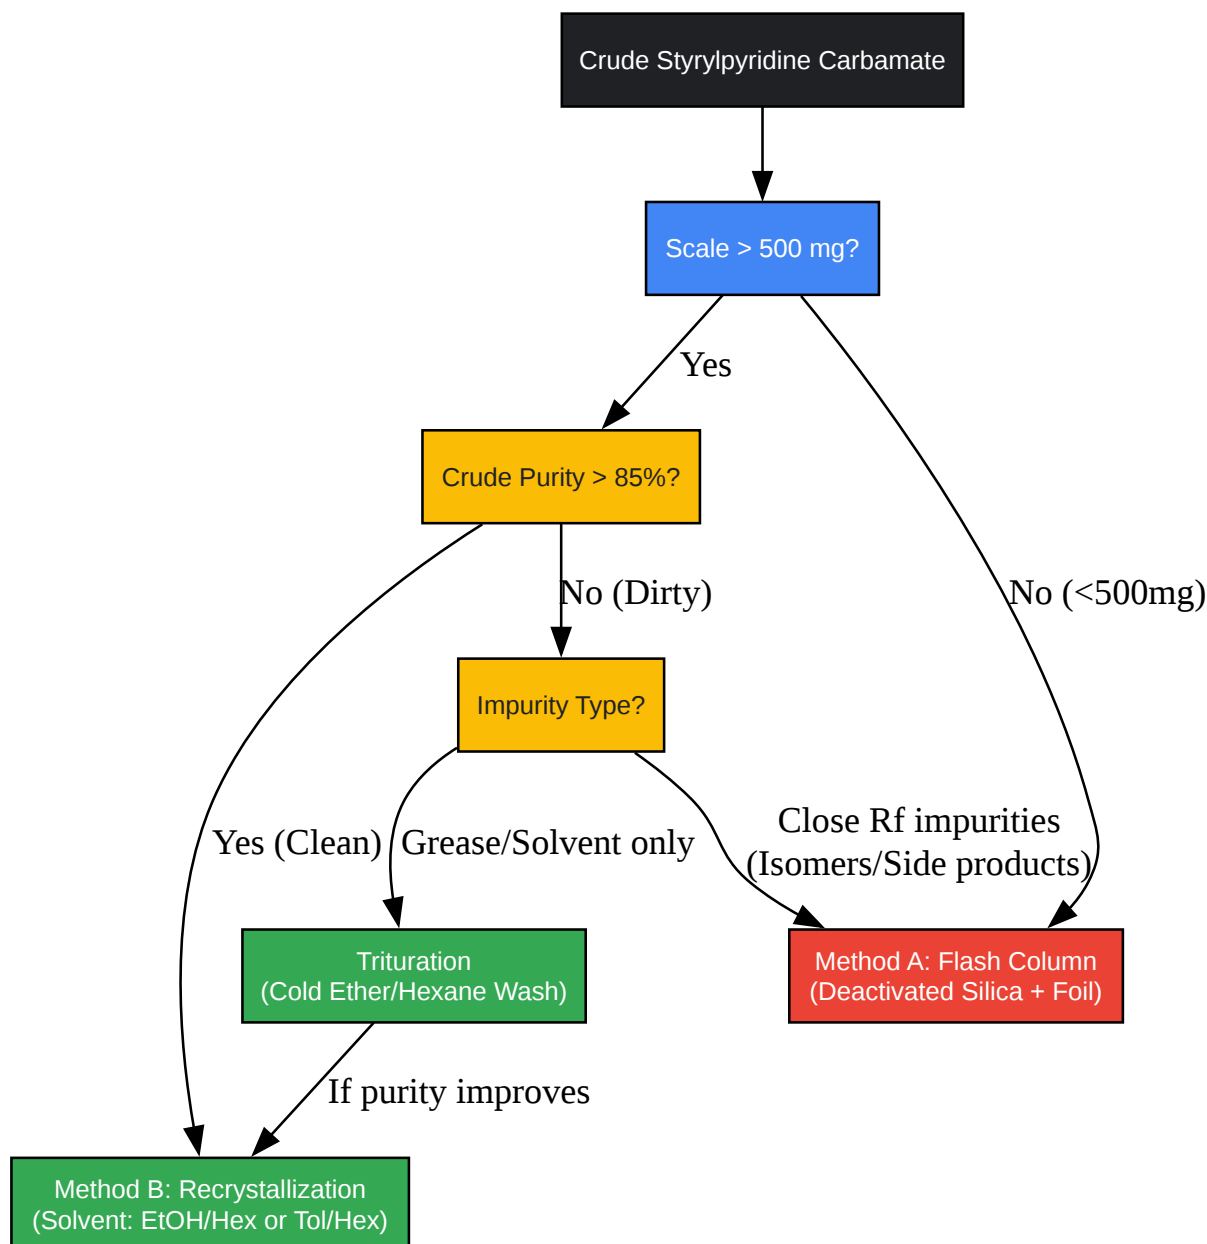 Crude Styrylpyridine Carbamate
Scale > 500 mg?
Yes
Crude Purity > 85%?
No (Dirty)
No (<500mg)
Impurity Type?
Yes (Clean)
Grease/Solvent only
Close Rf impurities
(Isomers/Side products)
Trituration
(Cold Ether/Hexane Wash)
Method A: Flash Column
(Deactivated Silica + Foil)
If purity improves
Method B: Recrystallization
(Solvent: EtOH/Hex or Tol/Hex)